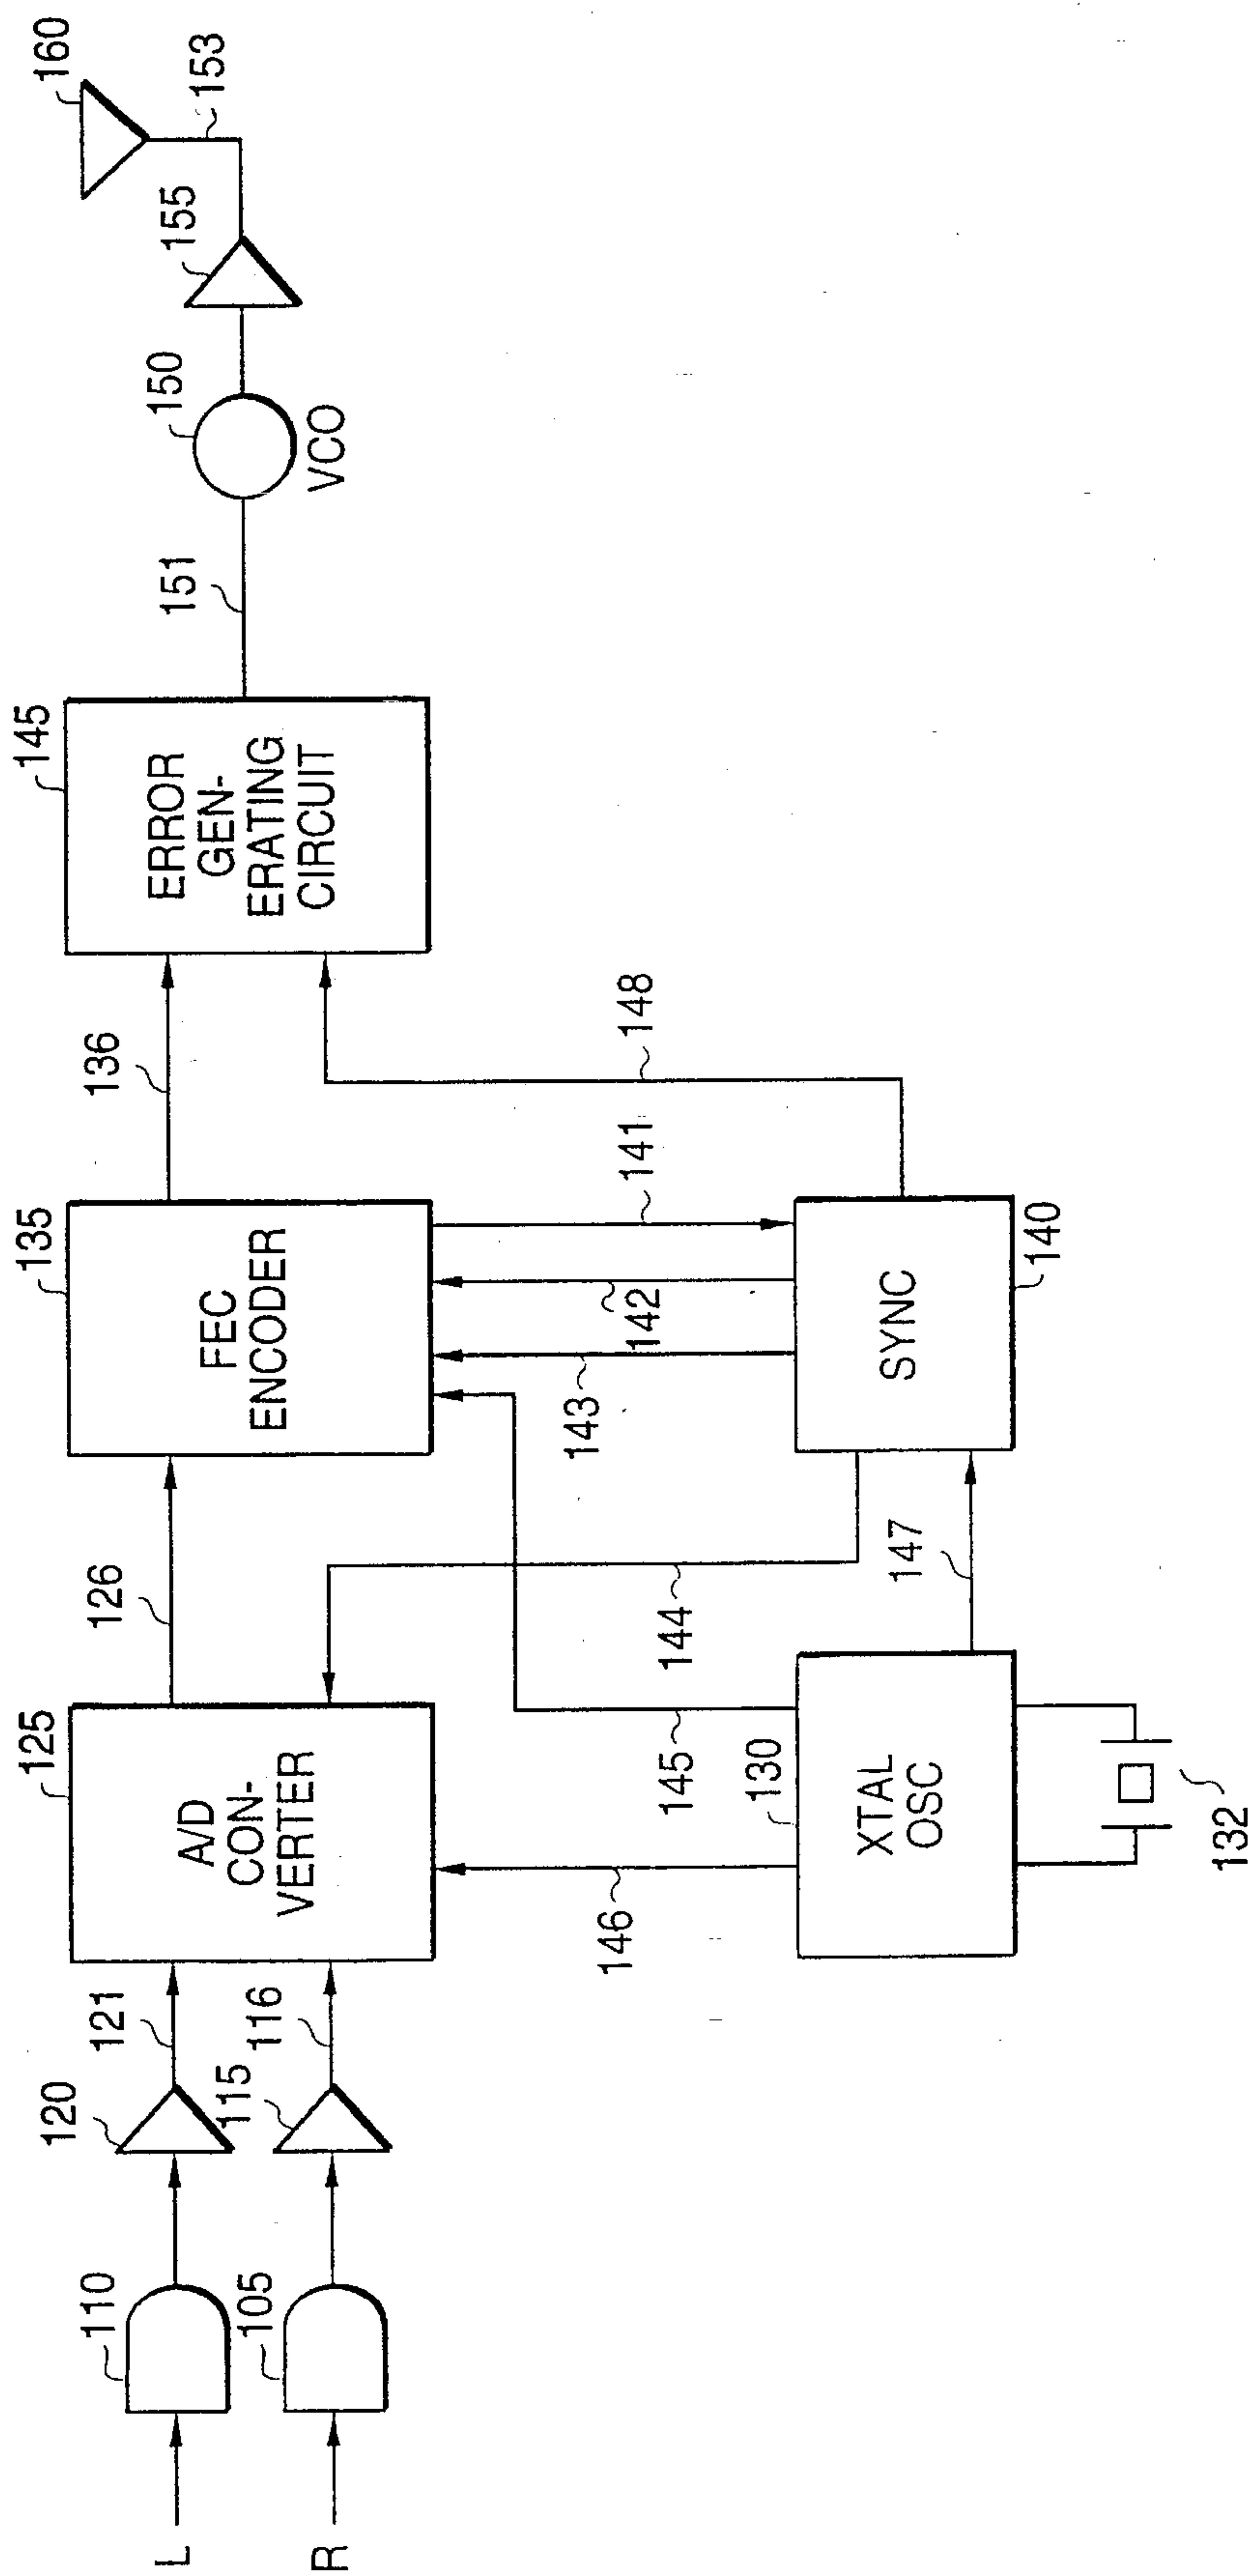 160
153
155
150
VCO
151
145
ERROR
GEN-
ERATING
CIRCUIT
136
148
141
135
FEC
ENCODER
142
143
SYNC
140
126
144
147
125
A/D
CON-
VERTER
145
130
XTAL
OSC
132
146
121
116
120
115
110
105
L
R